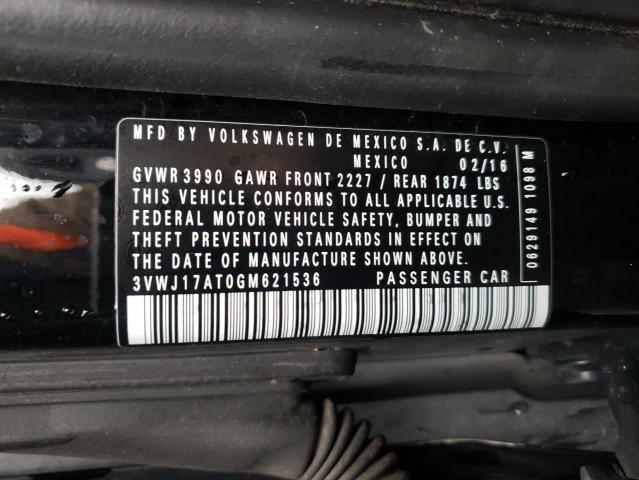 MFD BY VOLKSWAGEN DE MEXICO S.A. DE C.V.
MEXICO 02/16
GVWR 3990 GAWR FRONT 2227 / REAR 1874 LBS
THIS VEHICLE CONFORMS TO ALL APPLICABLE U.S.
FEDERAL MOTOR VEHICLE SAFETY, BUMPER AND
THEFT PREVENTION STANDARDS IN EFFECT ON
THE DATE OF MANUFACTURE SHOWN ABOVE.
3VWJ17AT0GM621536 PASSENGER CAR
0629149 1098 M